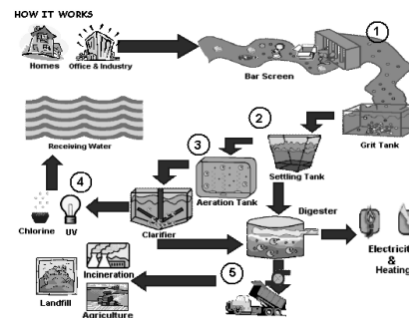 HOW IT WORKS
1
Homes
Office & Industry
Bar Screen
Grit Tank
2
3
Settling Tank
Receiving Water
Aeration Tank
4
Chlorine
UV
Clarifier
Digester
Electricit
&
Heating
5
Incineration
Landfill
Agriculture